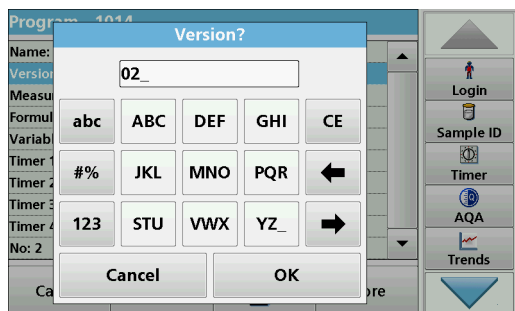 Program - 1014
Version?
Name:
02_
Version
Measu
Formul
Variabl
Timer 1
Timer 2
Timer 3
Timer 4
No: 2
abc ABC DEF GHI CE
#% JKL MNO PQR
123 STU VWX YZ_
Cancel OK
Ca ore
Login
Sample ID
Timer
AQA
Trends